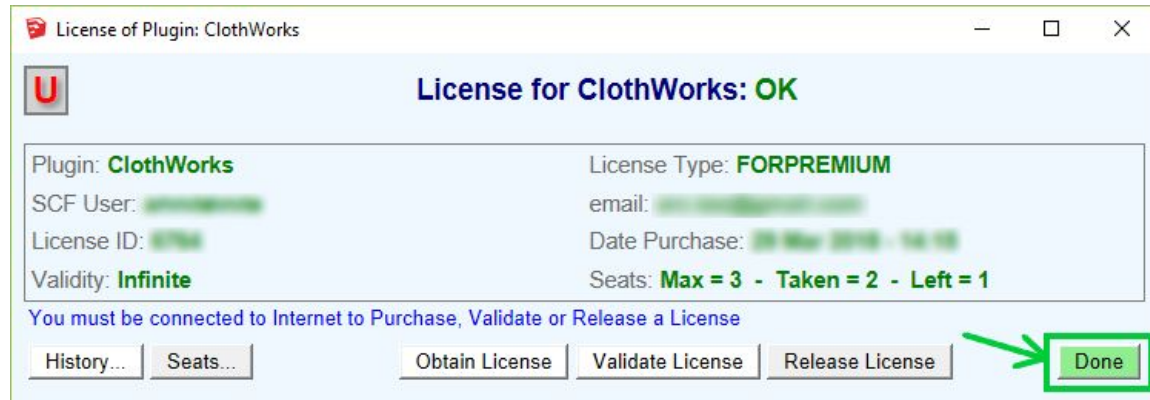 License of Plugin: ClothWorks
U
License for ClothWorks: OK
Plugin: ClothWorks
License Type: FORPREMIUM
SCF User:
email:
License ID:
Date Purchase:
Validity: Infinite
Seats: Max = 3 - Taken = 2 - Left = 1
You must be connected to Internet to Purchase, Validate or Release a License
History... Seats... Obtain License Validate License Release License Done